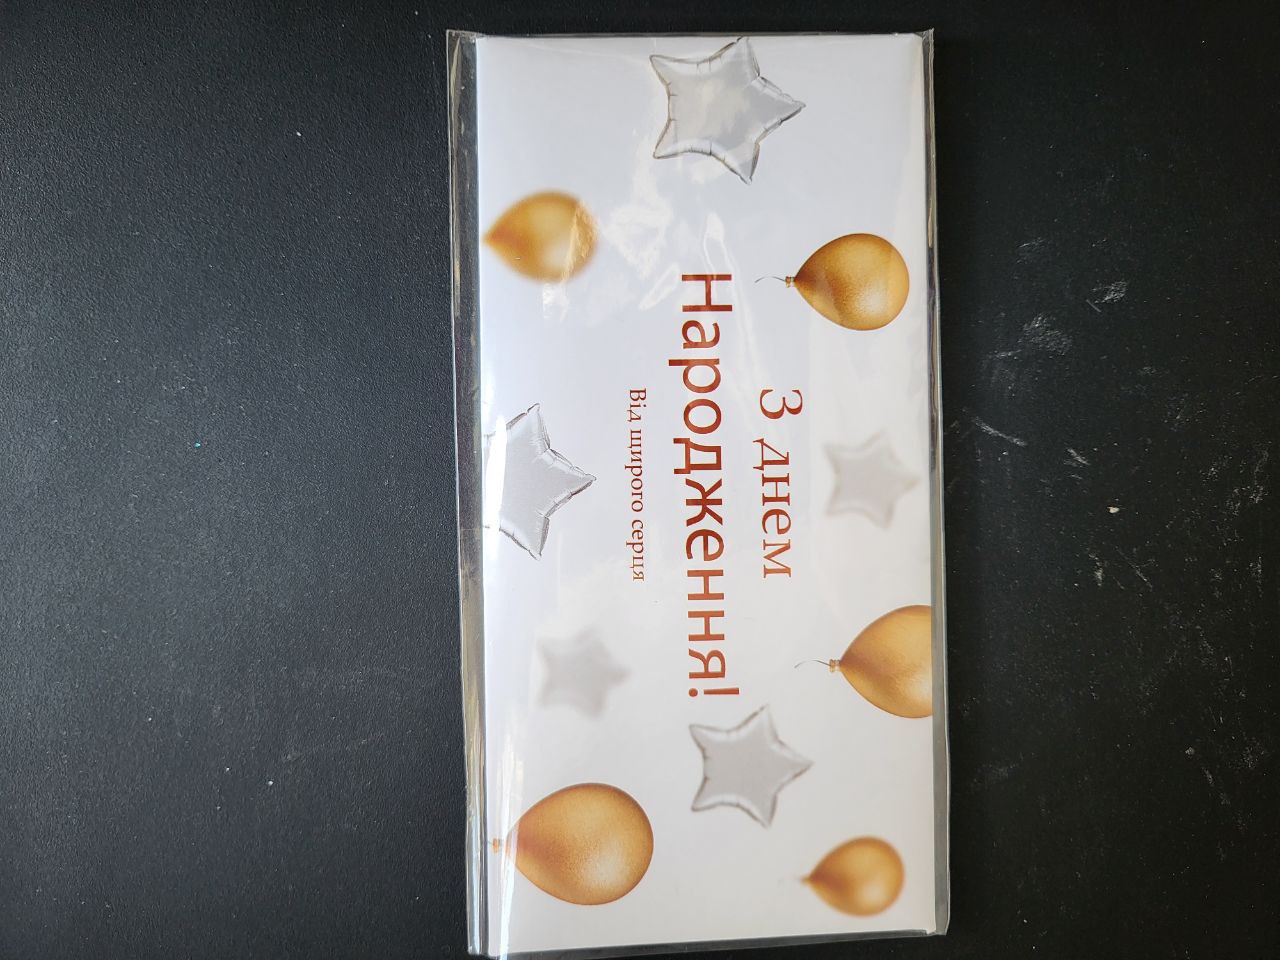 З днем
Народження!
Від щирого серця